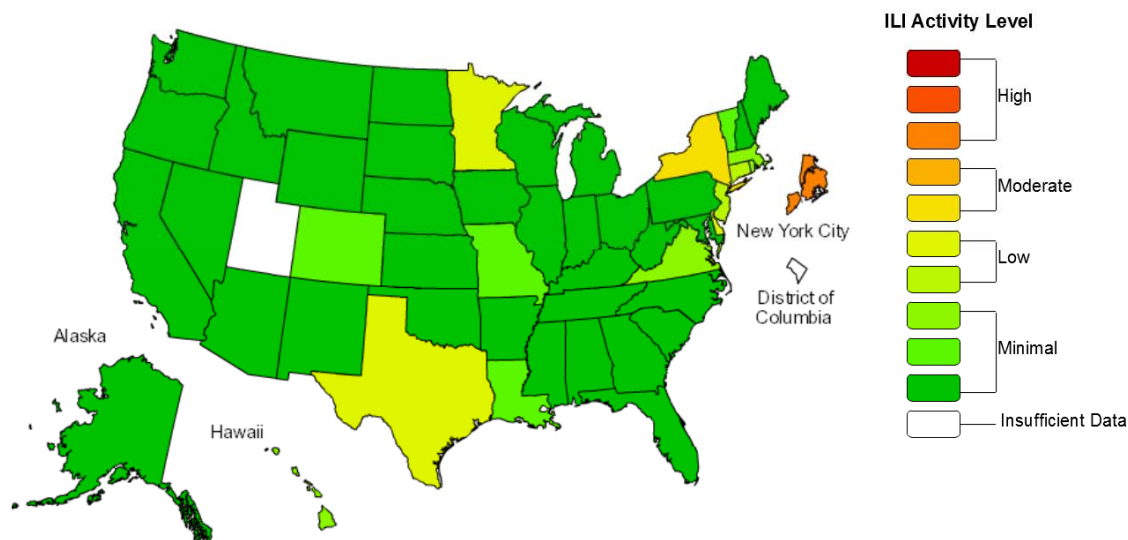 ILI Activity Level
High
Moderate
New York City
Low
District of
Columbia
Alaska
Minimal
Hawaii
Insufficient Data